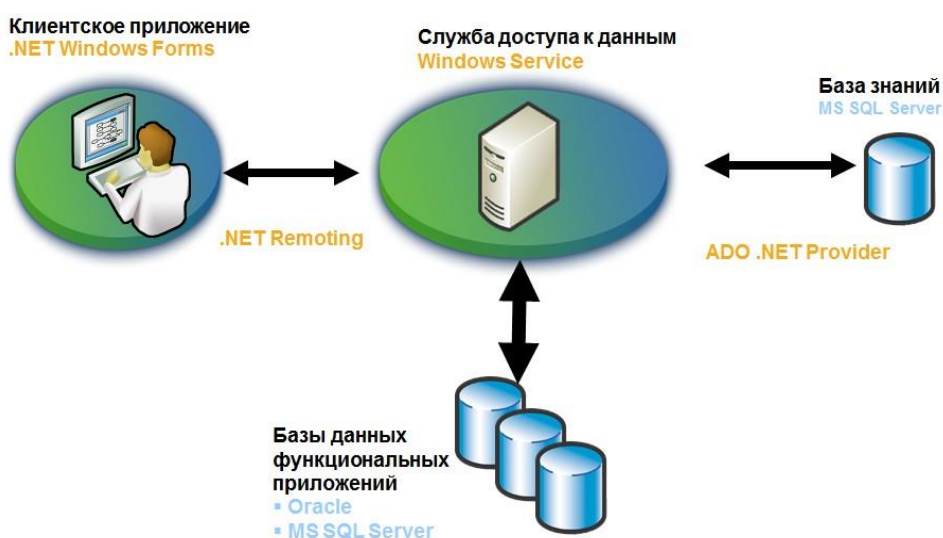 Клиентское приложение
.NET Windows Forms
Служба доступа к данным
Windows Service
База знаний
MS SQL Server
.NET Remoting
ADO .NET Provider
Базы данных
функциональных
приложений
▪ Oracle
▪ MS SQL Server